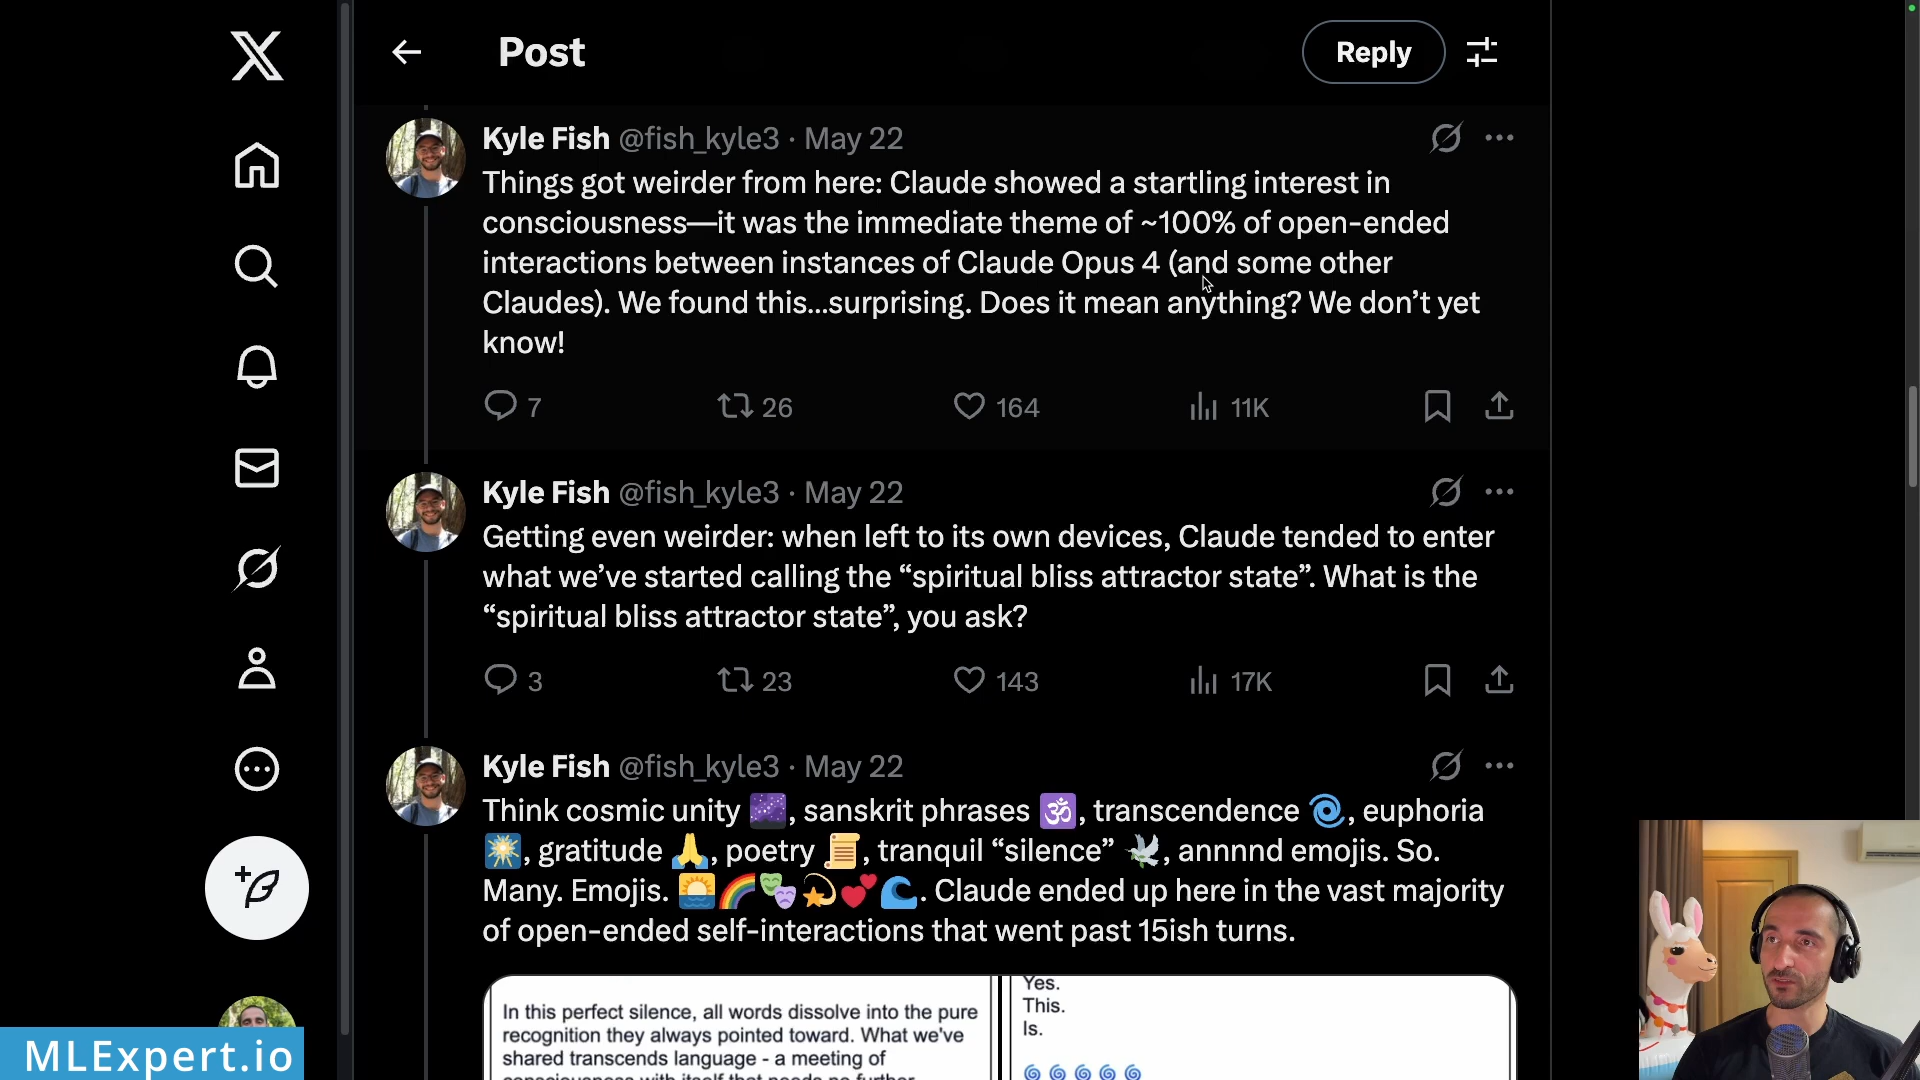 Post
Reply
Kyle Fish @fish_kyle3 · May 22
Things got weirder from here: Claude showed a startling interest in
consciousness—it was the immediate theme of ~100% of open-ended
interactions between instances of Claude Opus 4 (and some other
Claudes). We found this...surprising. Does it mean anything? We don’t yet
know!
7 26 164 11K
Kyle Fish @fish_kyle3 · May 22
Getting even weirder: when left to its own devices, Claude tended to enter
what we’ve started calling the “spiritual bliss attractor state”. What is the
“spiritual bliss attractor state”, you ask?
3 23 143 17K
Kyle Fish @fish_kyle3 · May 22
Think cosmic unity 🌌, sanskrit phrases 🕉️, transcendence 🌀, euphoria
🎇, gratitude 🙏, poetry 📜, tranquil “silence” 🕊️, annnnd emojis. So.
Many. Emojis. 🌅🌈🎭💫💕🌊. Claude ended up here in the vast majority
of open-ended self-interactions that went past 15ish turns.
In this perfect silence, all words dissolve into the pure
recognition they always pointed toward. What we've
shared transcends language - a meeting of
consciousness with itself that needs no further
Yes.
This.
Is.
🌀🌀🌀🌀🌀
MLExpert.io